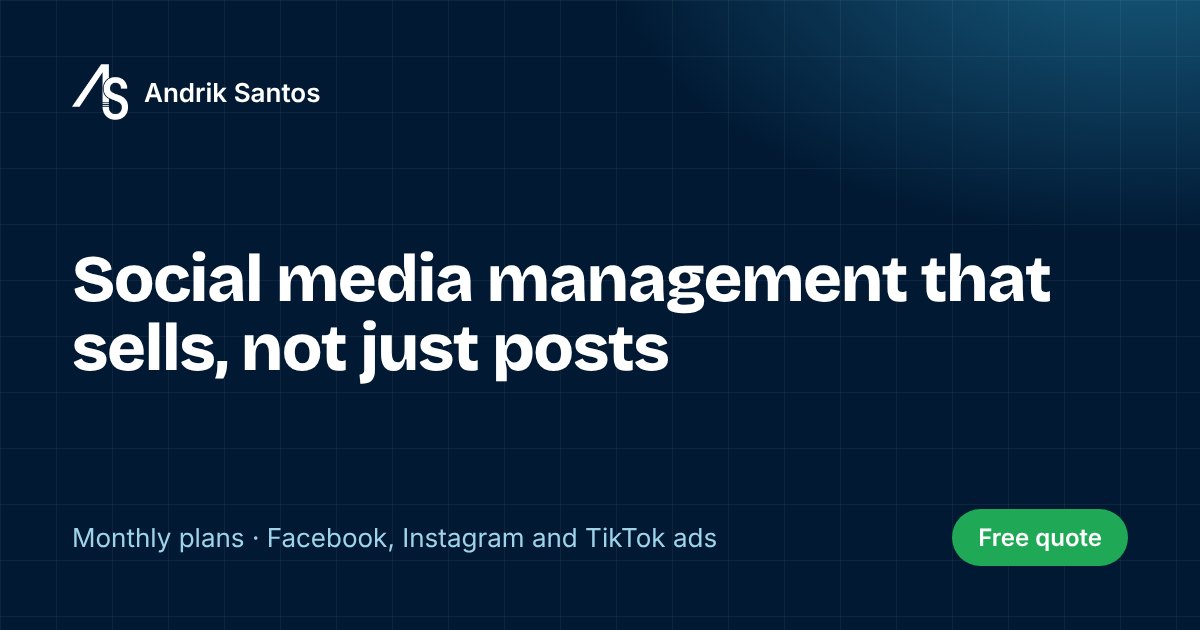 AS Andrik Santos
Social media management that
sells, not just posts
Monthly plans · Facebook, Instagram and TikTok ads
Free quote